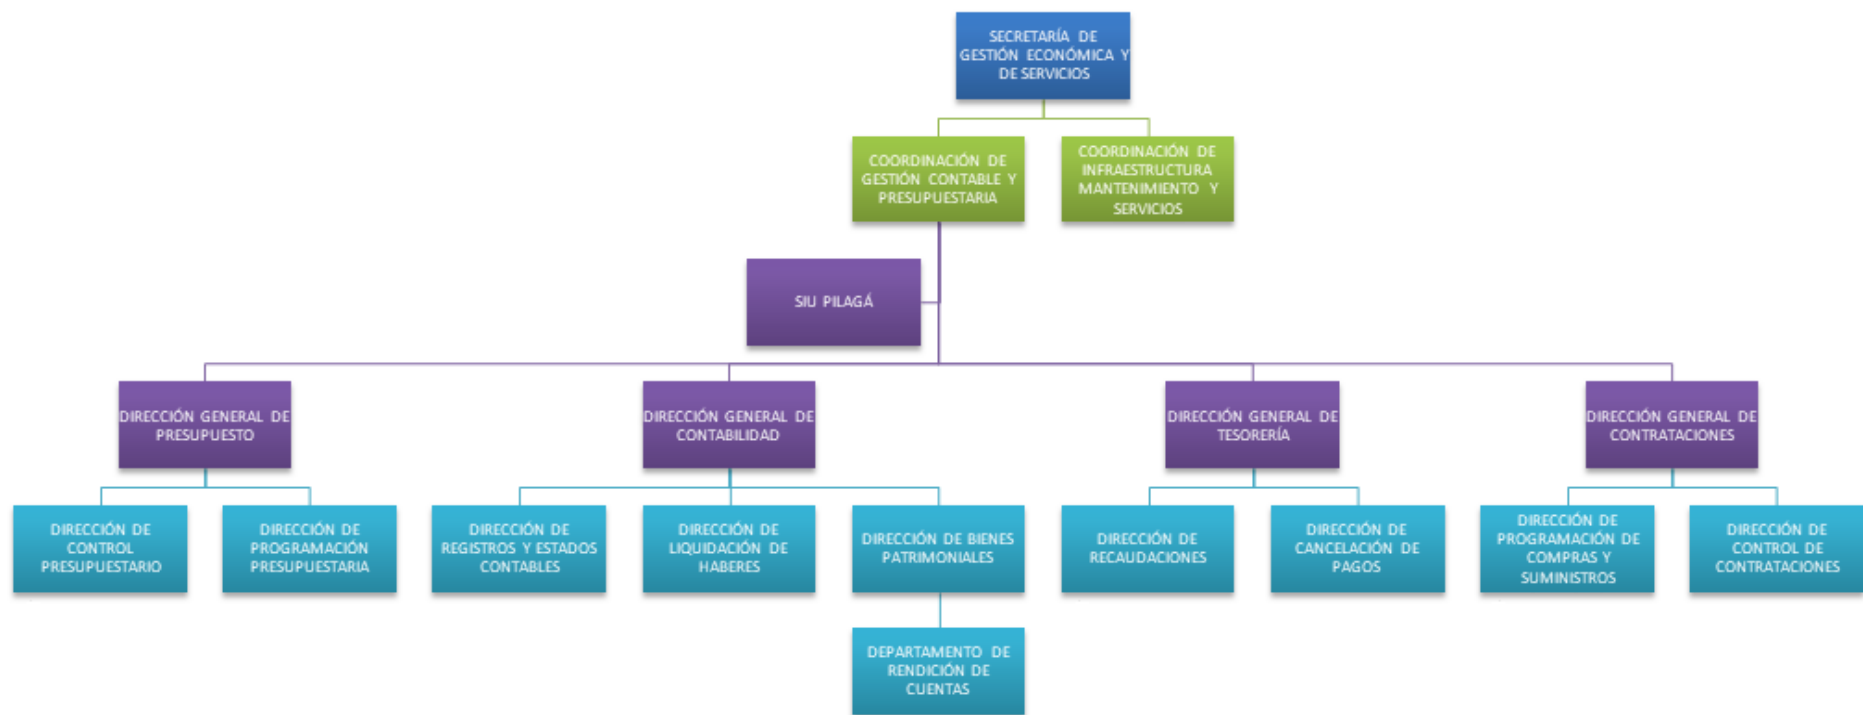 SECRETARÍA DE
GESTIÓN ECONÓMICA Y
DE SERVICIOS
COORDINACIÓN DE
GESTIÓN CONTABLE Y
PRESUPUESTARIA
COORDINACIÓN DE
INFRAESTRUCTURA
MANTENIMIENTO Y
SERVICIOS
SIU PILAGÁ
DIRECCIÓN GENERAL DE
PRESUPUESTO
DIRECCIÓN GENERAL DE
CONTABILIDAD
DIRECCIÓN GENERAL DE
TESORERÍA
DIRECCIÓN GENERAL DE
CONTRATACIONES
DIRECCIÓN DE
CONTROL
PRESUPUESTARIO
DIRECCIÓN DE
PROGRAMACIÓN
PRESUPUESTARIA
DIRECCIÓN DE
REGISTROS Y ESTADOS
CONTABLES
DIRECCIÓN DE
LIQUIDACIÓN DE
HABERES
DIRECCIÓN DE BIENES
PATRIMONIALES
DIRECCIÓN DE
RECAUDACIONES
DIRECCIÓN DE
CANCELACIÓN DE
PAGOS
DIRECCIÓN DE
PROGRAMACIÓN DE
COMPRAS Y
SUMINISTROS
DIRECCIÓN DE
CONTROL DE
CONTRATACIONES
DEPARTAMENTO DE
RENDICIÓN DE
CUENTAS